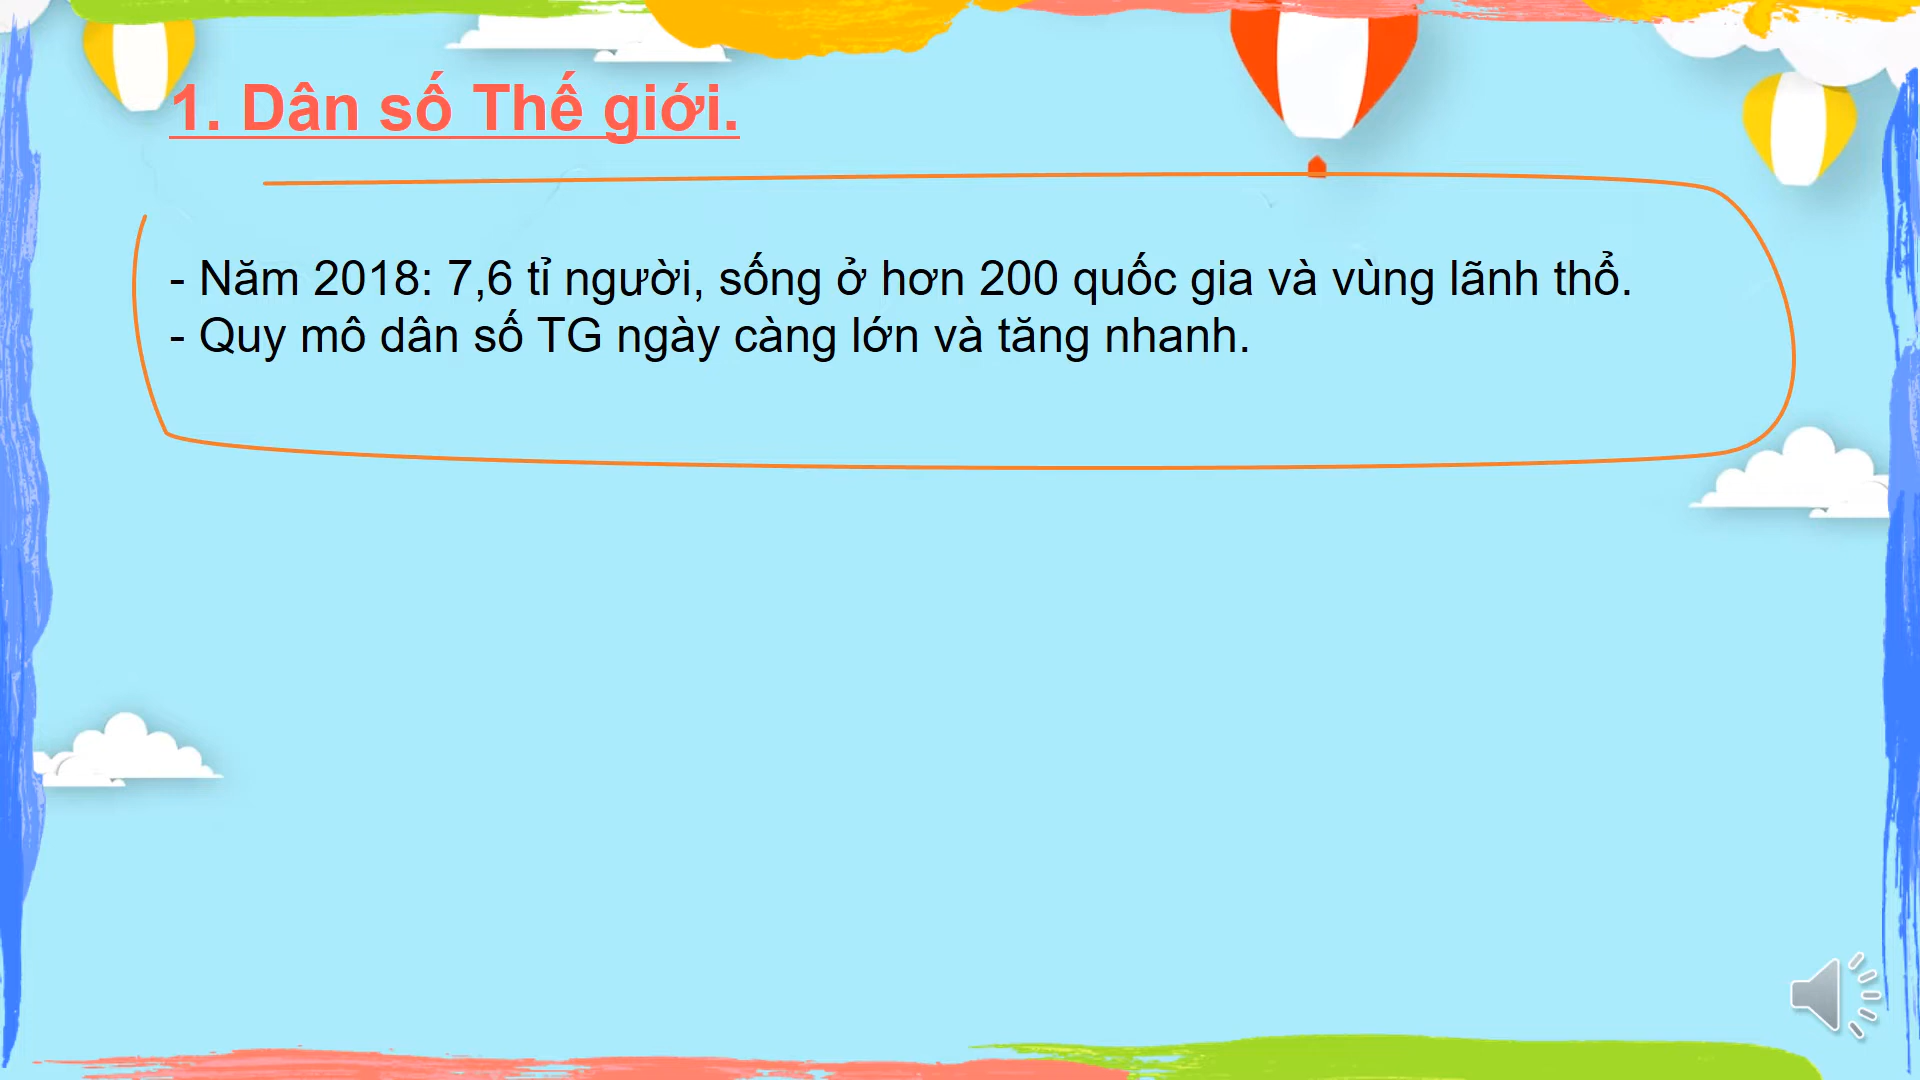 1. Dân số Thế giới.
- Năm 2018: 7,6 tỉ người, sống ở hơn 200 quốc gia và vùng lãnh thổ.
- Quy mô dân số TG ngày càng lớn và tăng nhanh.